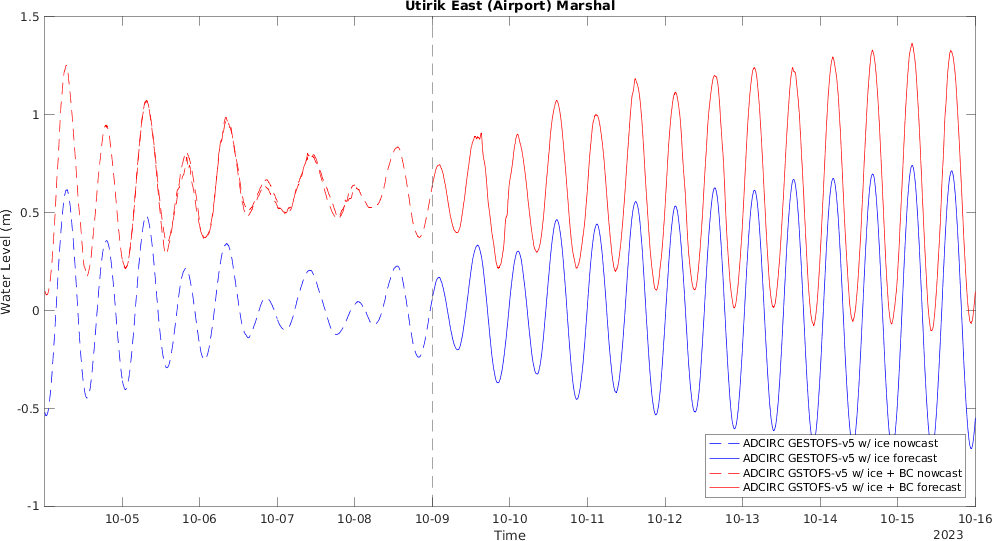 Utirik East (Airport) Marshal
1.5
1
0.5
0
-0.5
-1
Water Level (m)
ADCIRC GESTOFS-v5 w/ ice nowcast
ADCIRC GESTOFS-v5 w/ ice forecast
ADCIRC GSTOFS-v5 w/ ice + BC nowcast
ADCIRC GSTOFS-v5 w/ ice + BC forecast
10-05 10-06 10-07 10-08 10-09 10-10 10-11 10-12 10-13 10-14 10-15 10-16
Time
2023